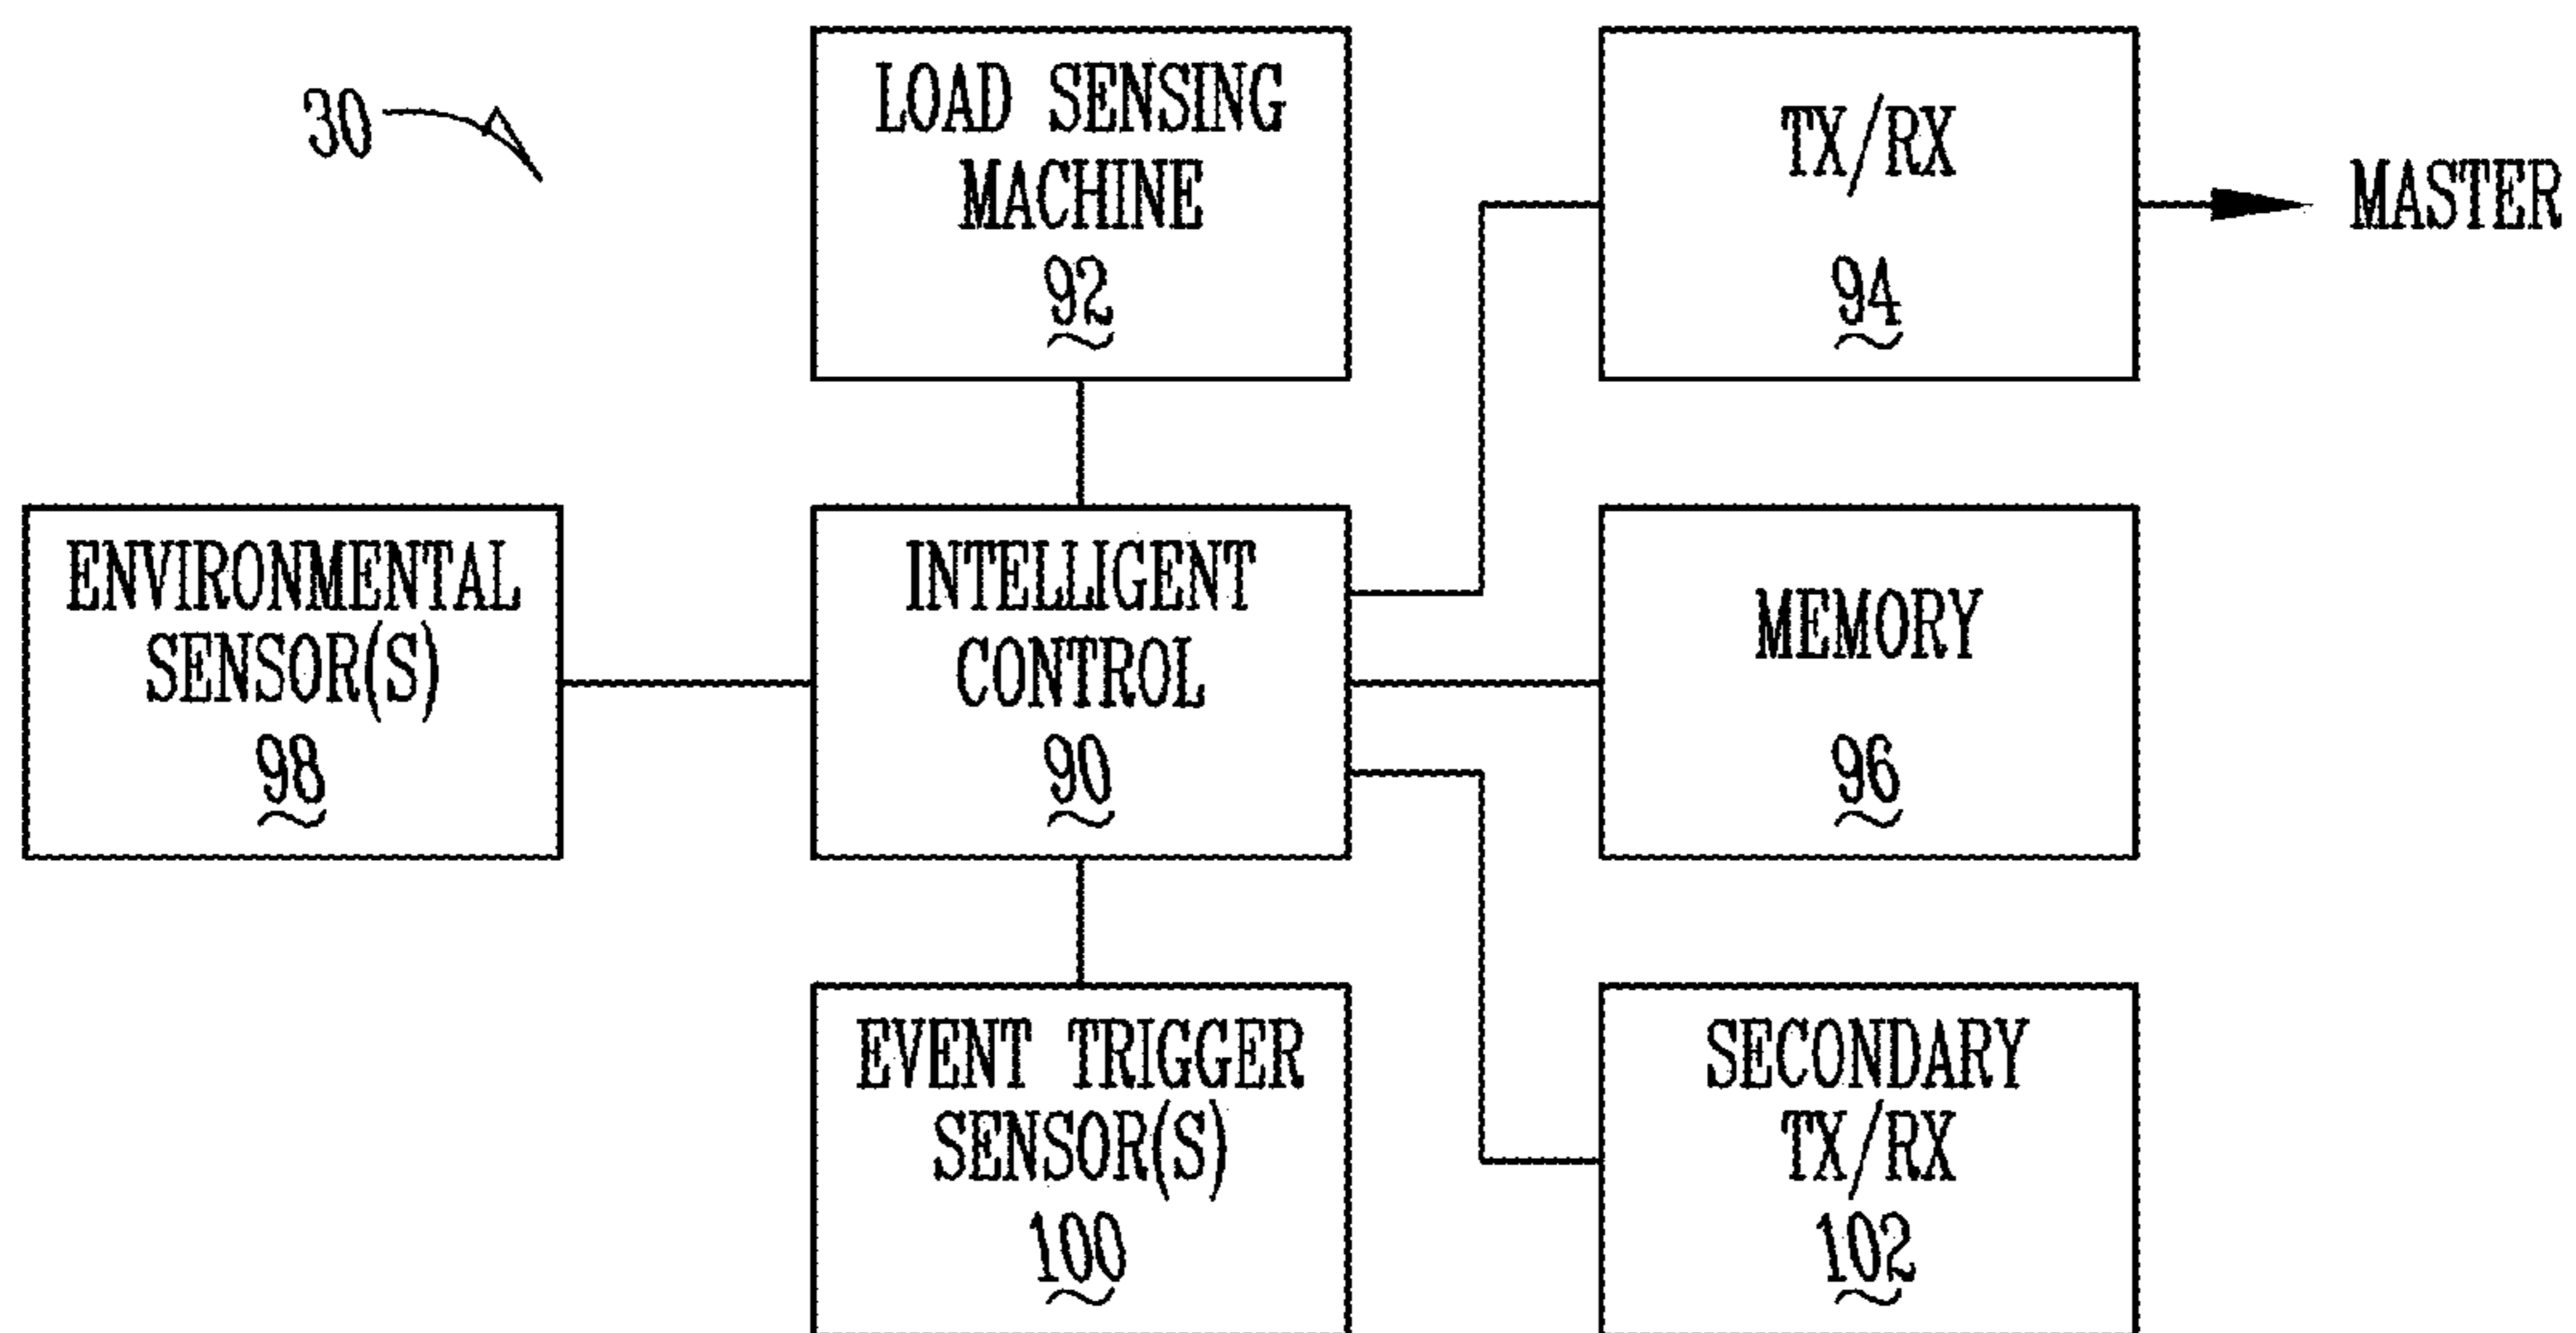 30
LOAD SENSING
MACHINE
92
TX/RX
94
MASTER
ENVIRONMENTAL
SENSOR(S)
98
INTELLIGENT
CONTROL
90
MEMORY
96
EVENT TRIGGER
SENSOR(S)
100
SECONDARY
TX/RX
102